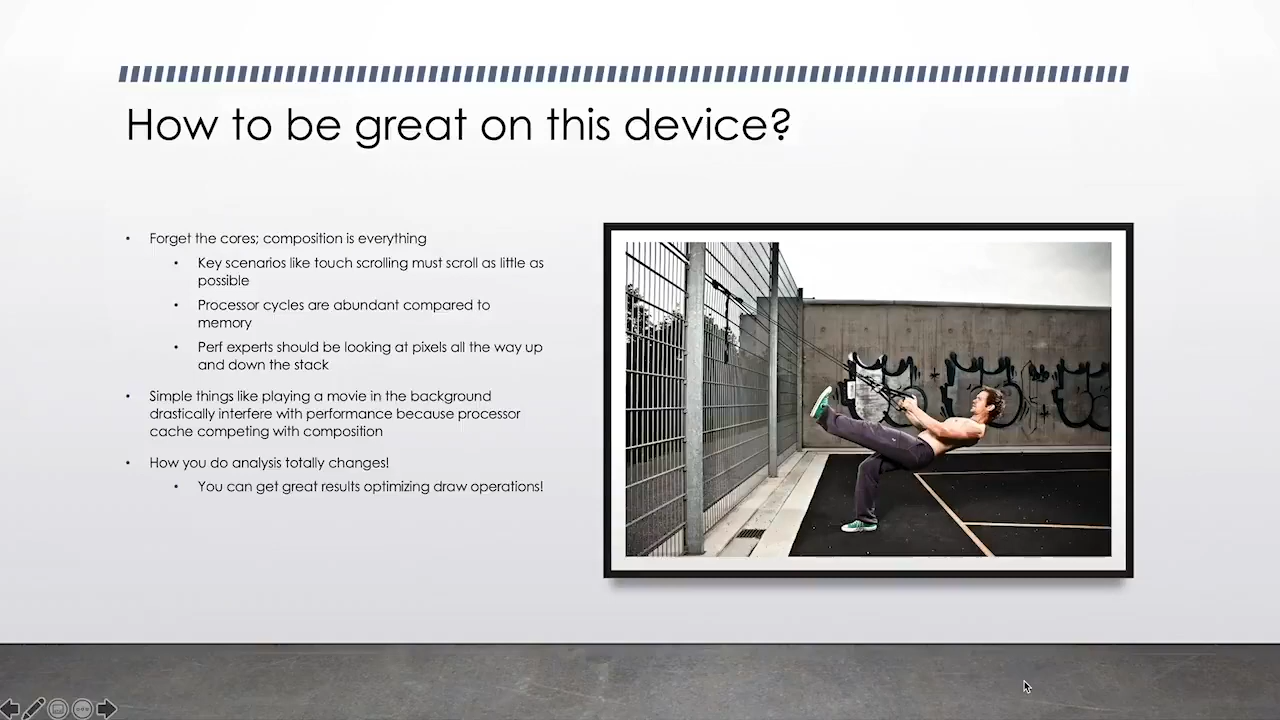 How to be great on this device?
• Forget the cores; composition is everything
• Key scenarios like touch scrolling must scroll as little as
possible
• Processor cycles are abundant compared to
memory
• Perf experts should be looking at pixels all the way up
and down the stack
• Simple things like playing a movie in the background
drastically interfere with performance because processor
cache competing with composition
• How you do analysis totally changes!
• You can get great results optimizing draw operations!